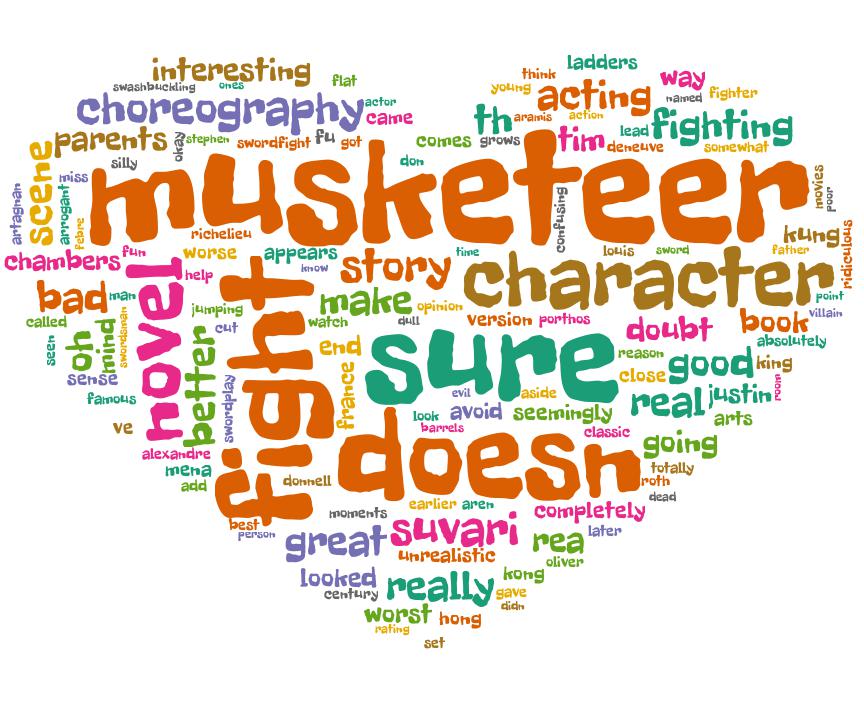 ladders
interesting
think
way
swashbuckling
ones
flat
young
acting
named
fighter
choreography
actor
came
th
aramis
action
lead
fighting
parents
okay
stephen
swordfight
fu
got
comes
grows
tim
deneuve
somewhat
scene
silly
don
musketeer
artagnan
miss
arrogant
febre
movies
poor
confusing
richelieu
kung
ridiculous
chambers
fun
worse
appears
time
louis
sword
father
help
know
story
character
bad
man
novel
fight
make
opinion
point
villain
called
jumping
cut
watch
dull
version
porthos
doubt
book
absolutely
seen
oh
mind
swordsman
better
end
sure
reason
good
king
sense
swordplay
france
close
room
famous
evil
aside
real
justin
look
avoid
seemingly
arts
ve
barrels
classic
going
alexandre
doesn
mena
totally
add
donnell
roth
dead
earlier
aren
best
moments
completely
person
great
suvari
rea
later
unrealistic
oliver
looked
kong
century
really
gave
didn
worst
hong
rating
set